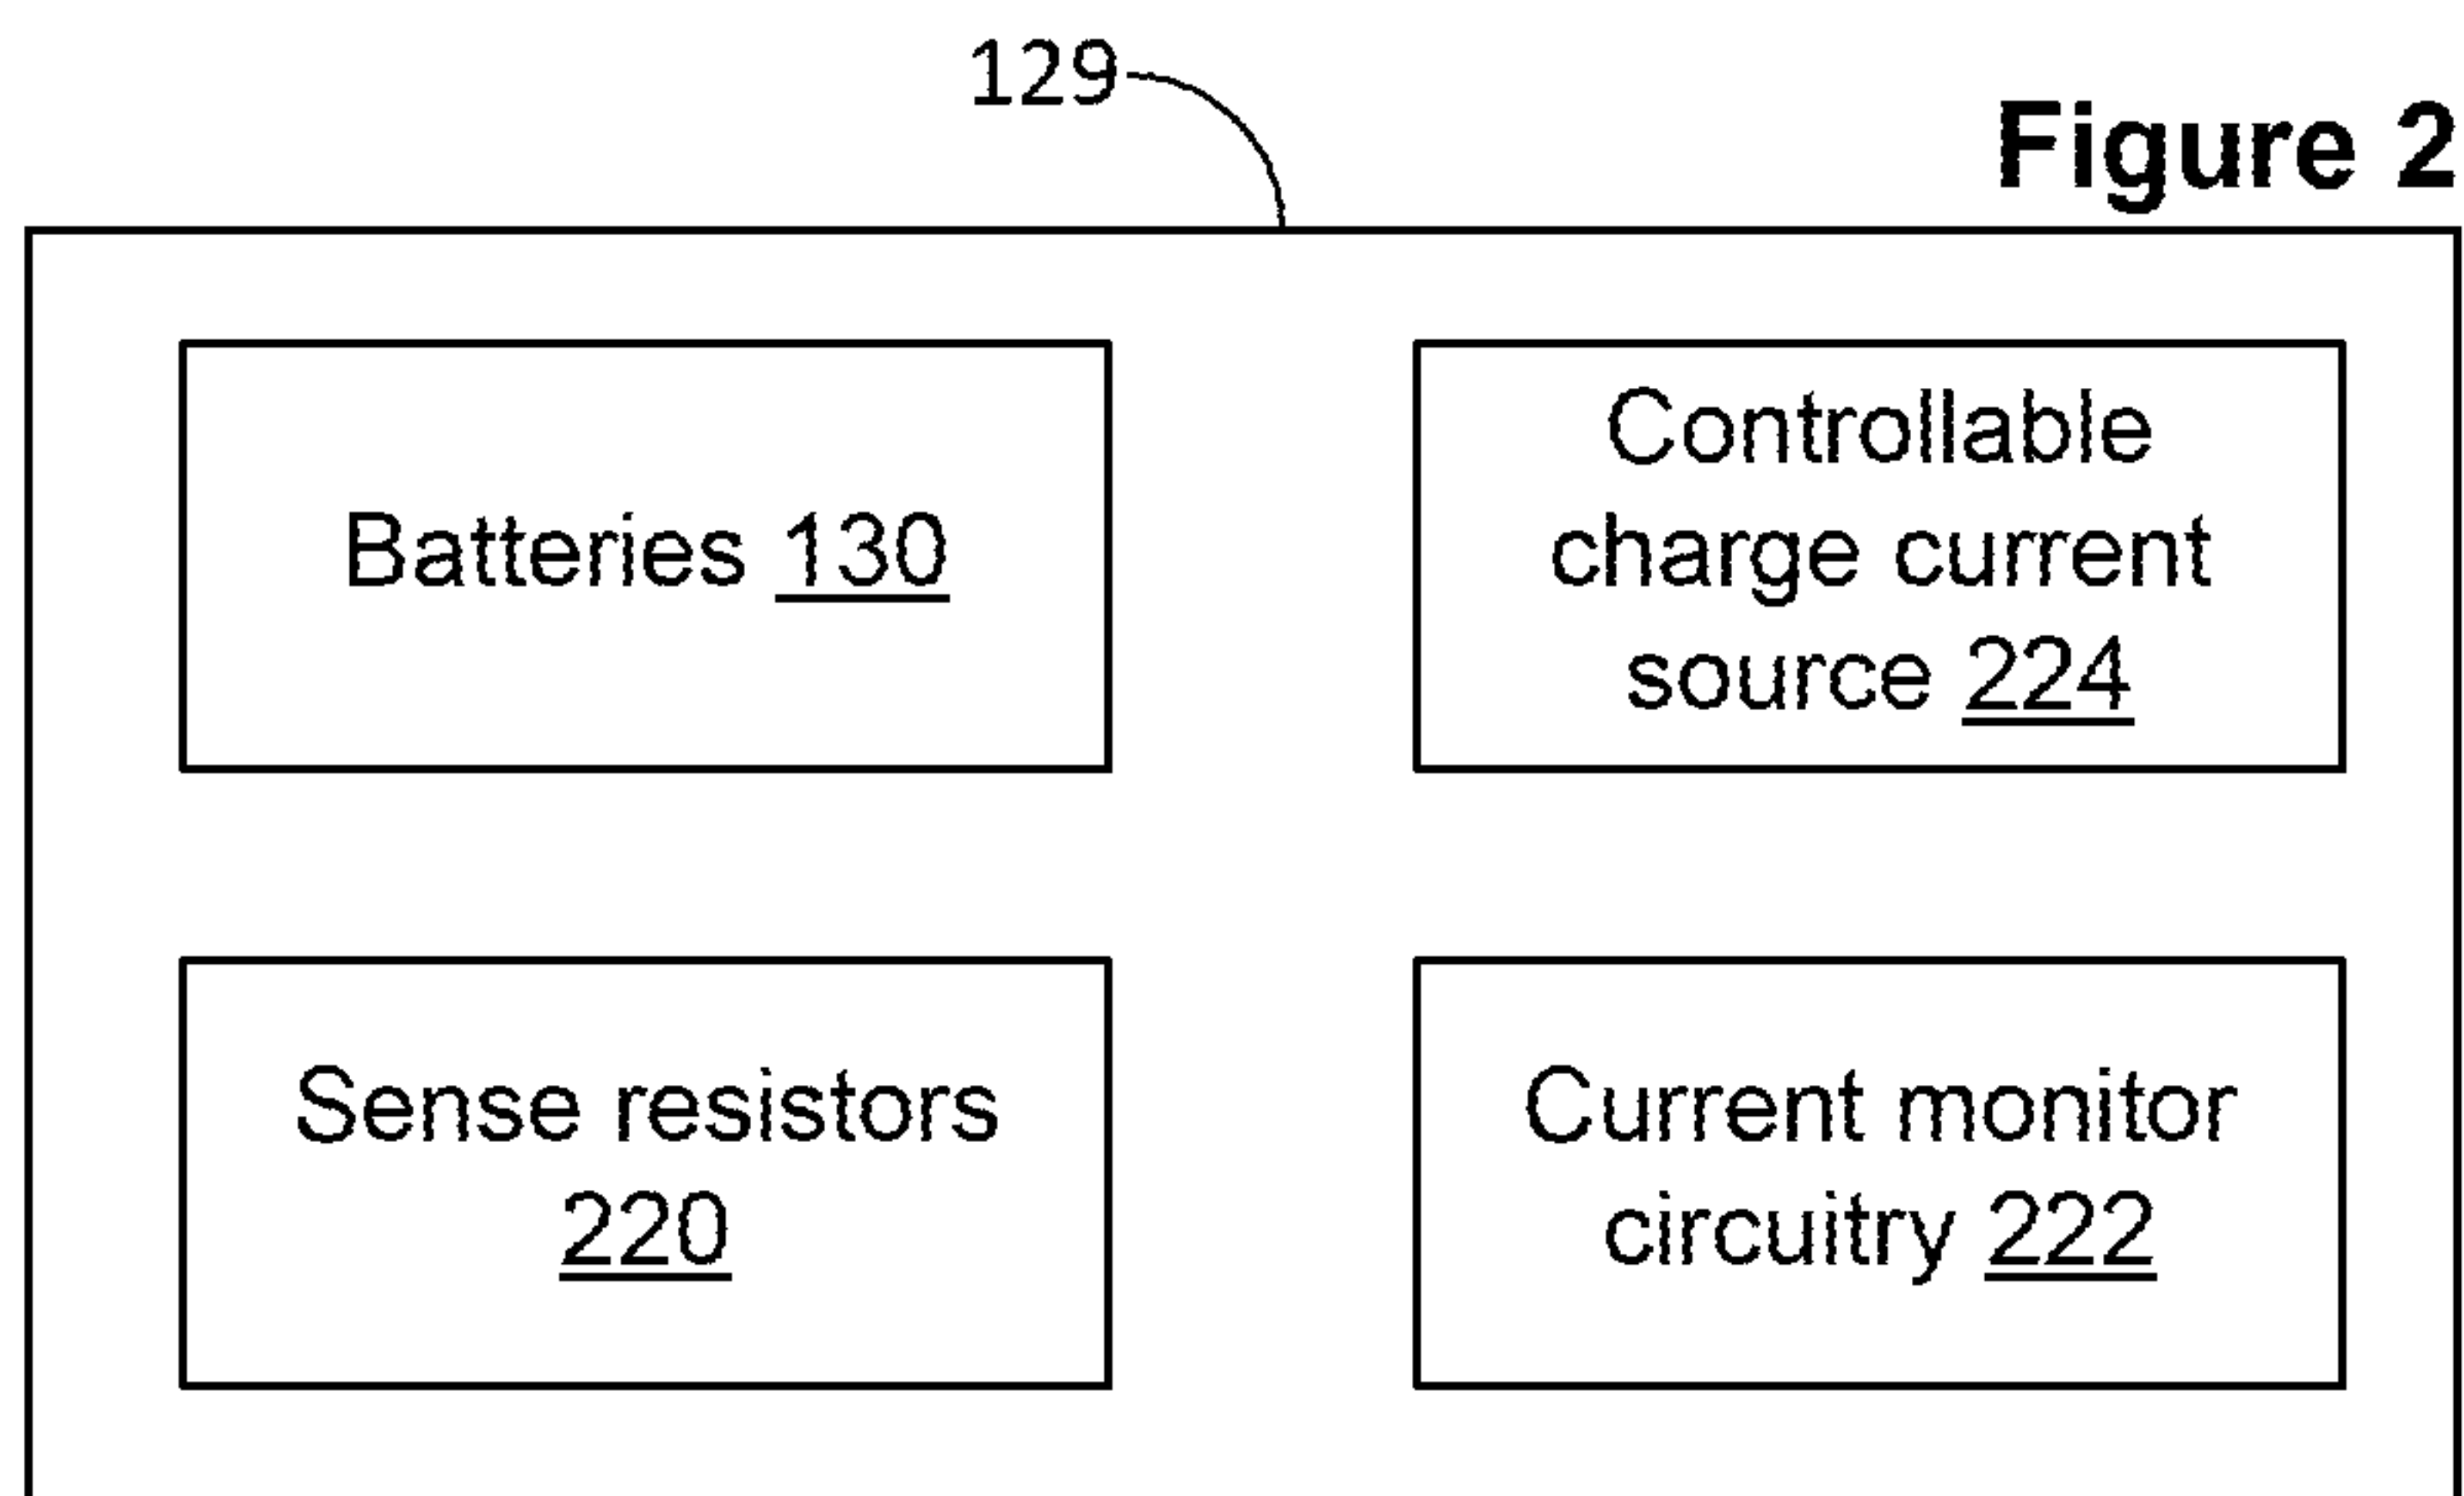 129
Figure 2
Batteries 130
Controllable
charge current
source 224
Sense resistors
220
Current monitor
circuitry 222